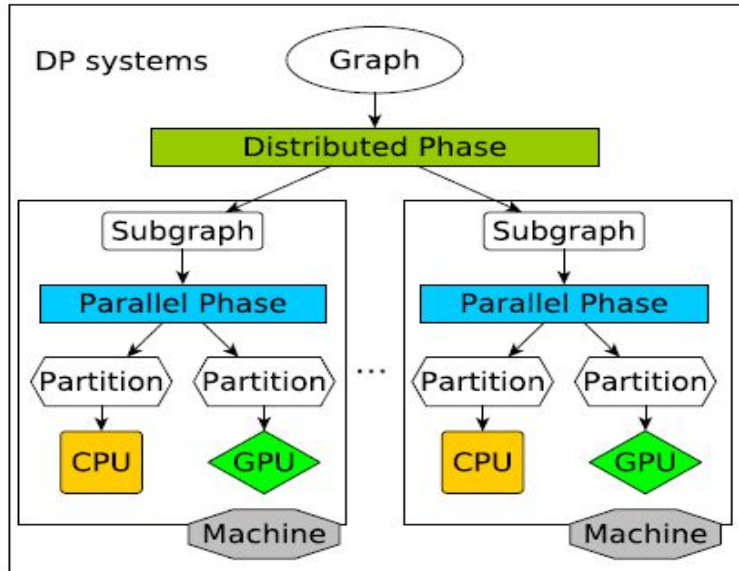 DP systems
Graph
Distributed Phase
Subgraph
Subgraph
Parallel Phase
Parallel Phase
Partition
Partition
...
Partition
Partition
CPU
GPU
CPU
GPU
Machine
Machine